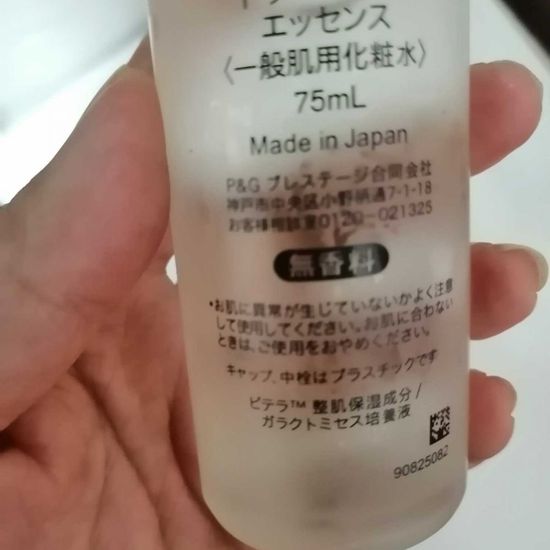 エッセンス
〈一般肌用化粧水〉
75mL
Made in Japan
P&G プレステージ合同会社
神戸市中央区小野柄通7-1-18
お客様相談室0120-021325
無香料
・お肌に異常が生じていないかよく注意
して使用してください。お肌に合わない
ときは、ご使用をおやめください。
キャップ、中栓はプラスチックです
ピテラ™ 整肌保湿成分/
ガラクトミセス培養液
90825082